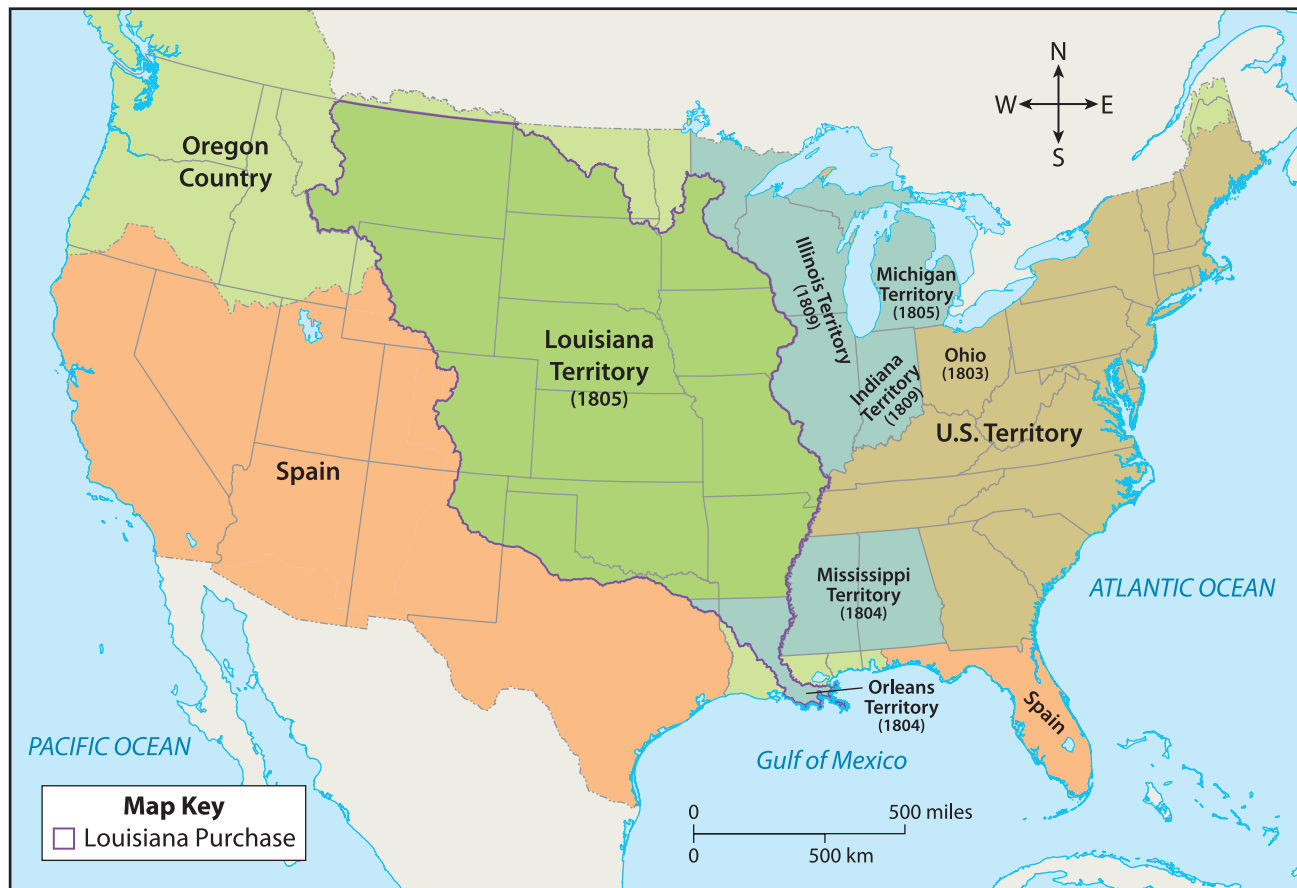 N
W E
S
Oregon
Country
Illinois Territory
(1809)
Michigan
Territory
(1805)
Louisiana
Territory
(1805)
Indiana
Territory
(1809)
Ohio
(1803)
U.S. Territory
Spain
Mississippi
Territory
(1804)
ATLANTIC OCEAN
Orleans
Territory
(1804)
Spain
PACIFIC OCEAN
Gulf of Mexico
Map Key
Louisiana Purchase
0 500 miles
0 500 km